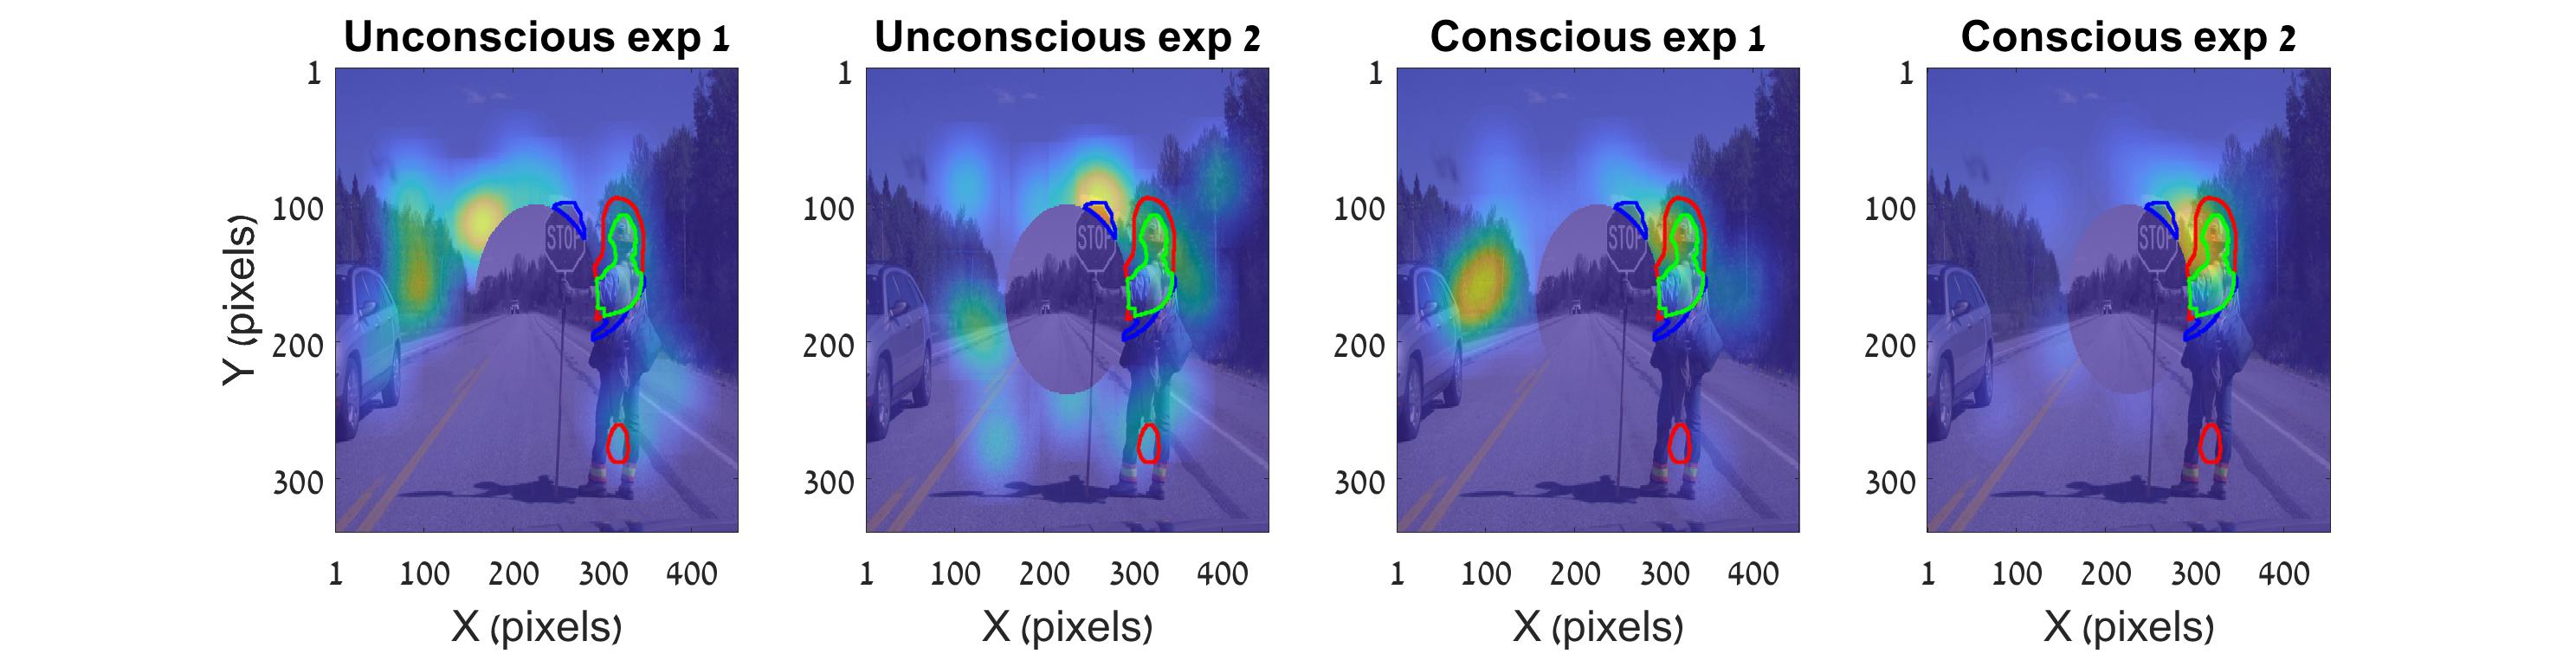 Unconscious exp 1
Unconscious exp 2
Conscious exp 1
Conscious exp 2
Y (pixels)
1
100
200
300
1
100
200
300
1
100
200
300
1
100
200
300
STOP
STOP
STOP
STOP
1 100 200 300 400
1 100 200 300 400
1 100 200 300 400
1 100 200 300 400
X (pixels)
X (pixels)
X (pixels)
X (pixels)